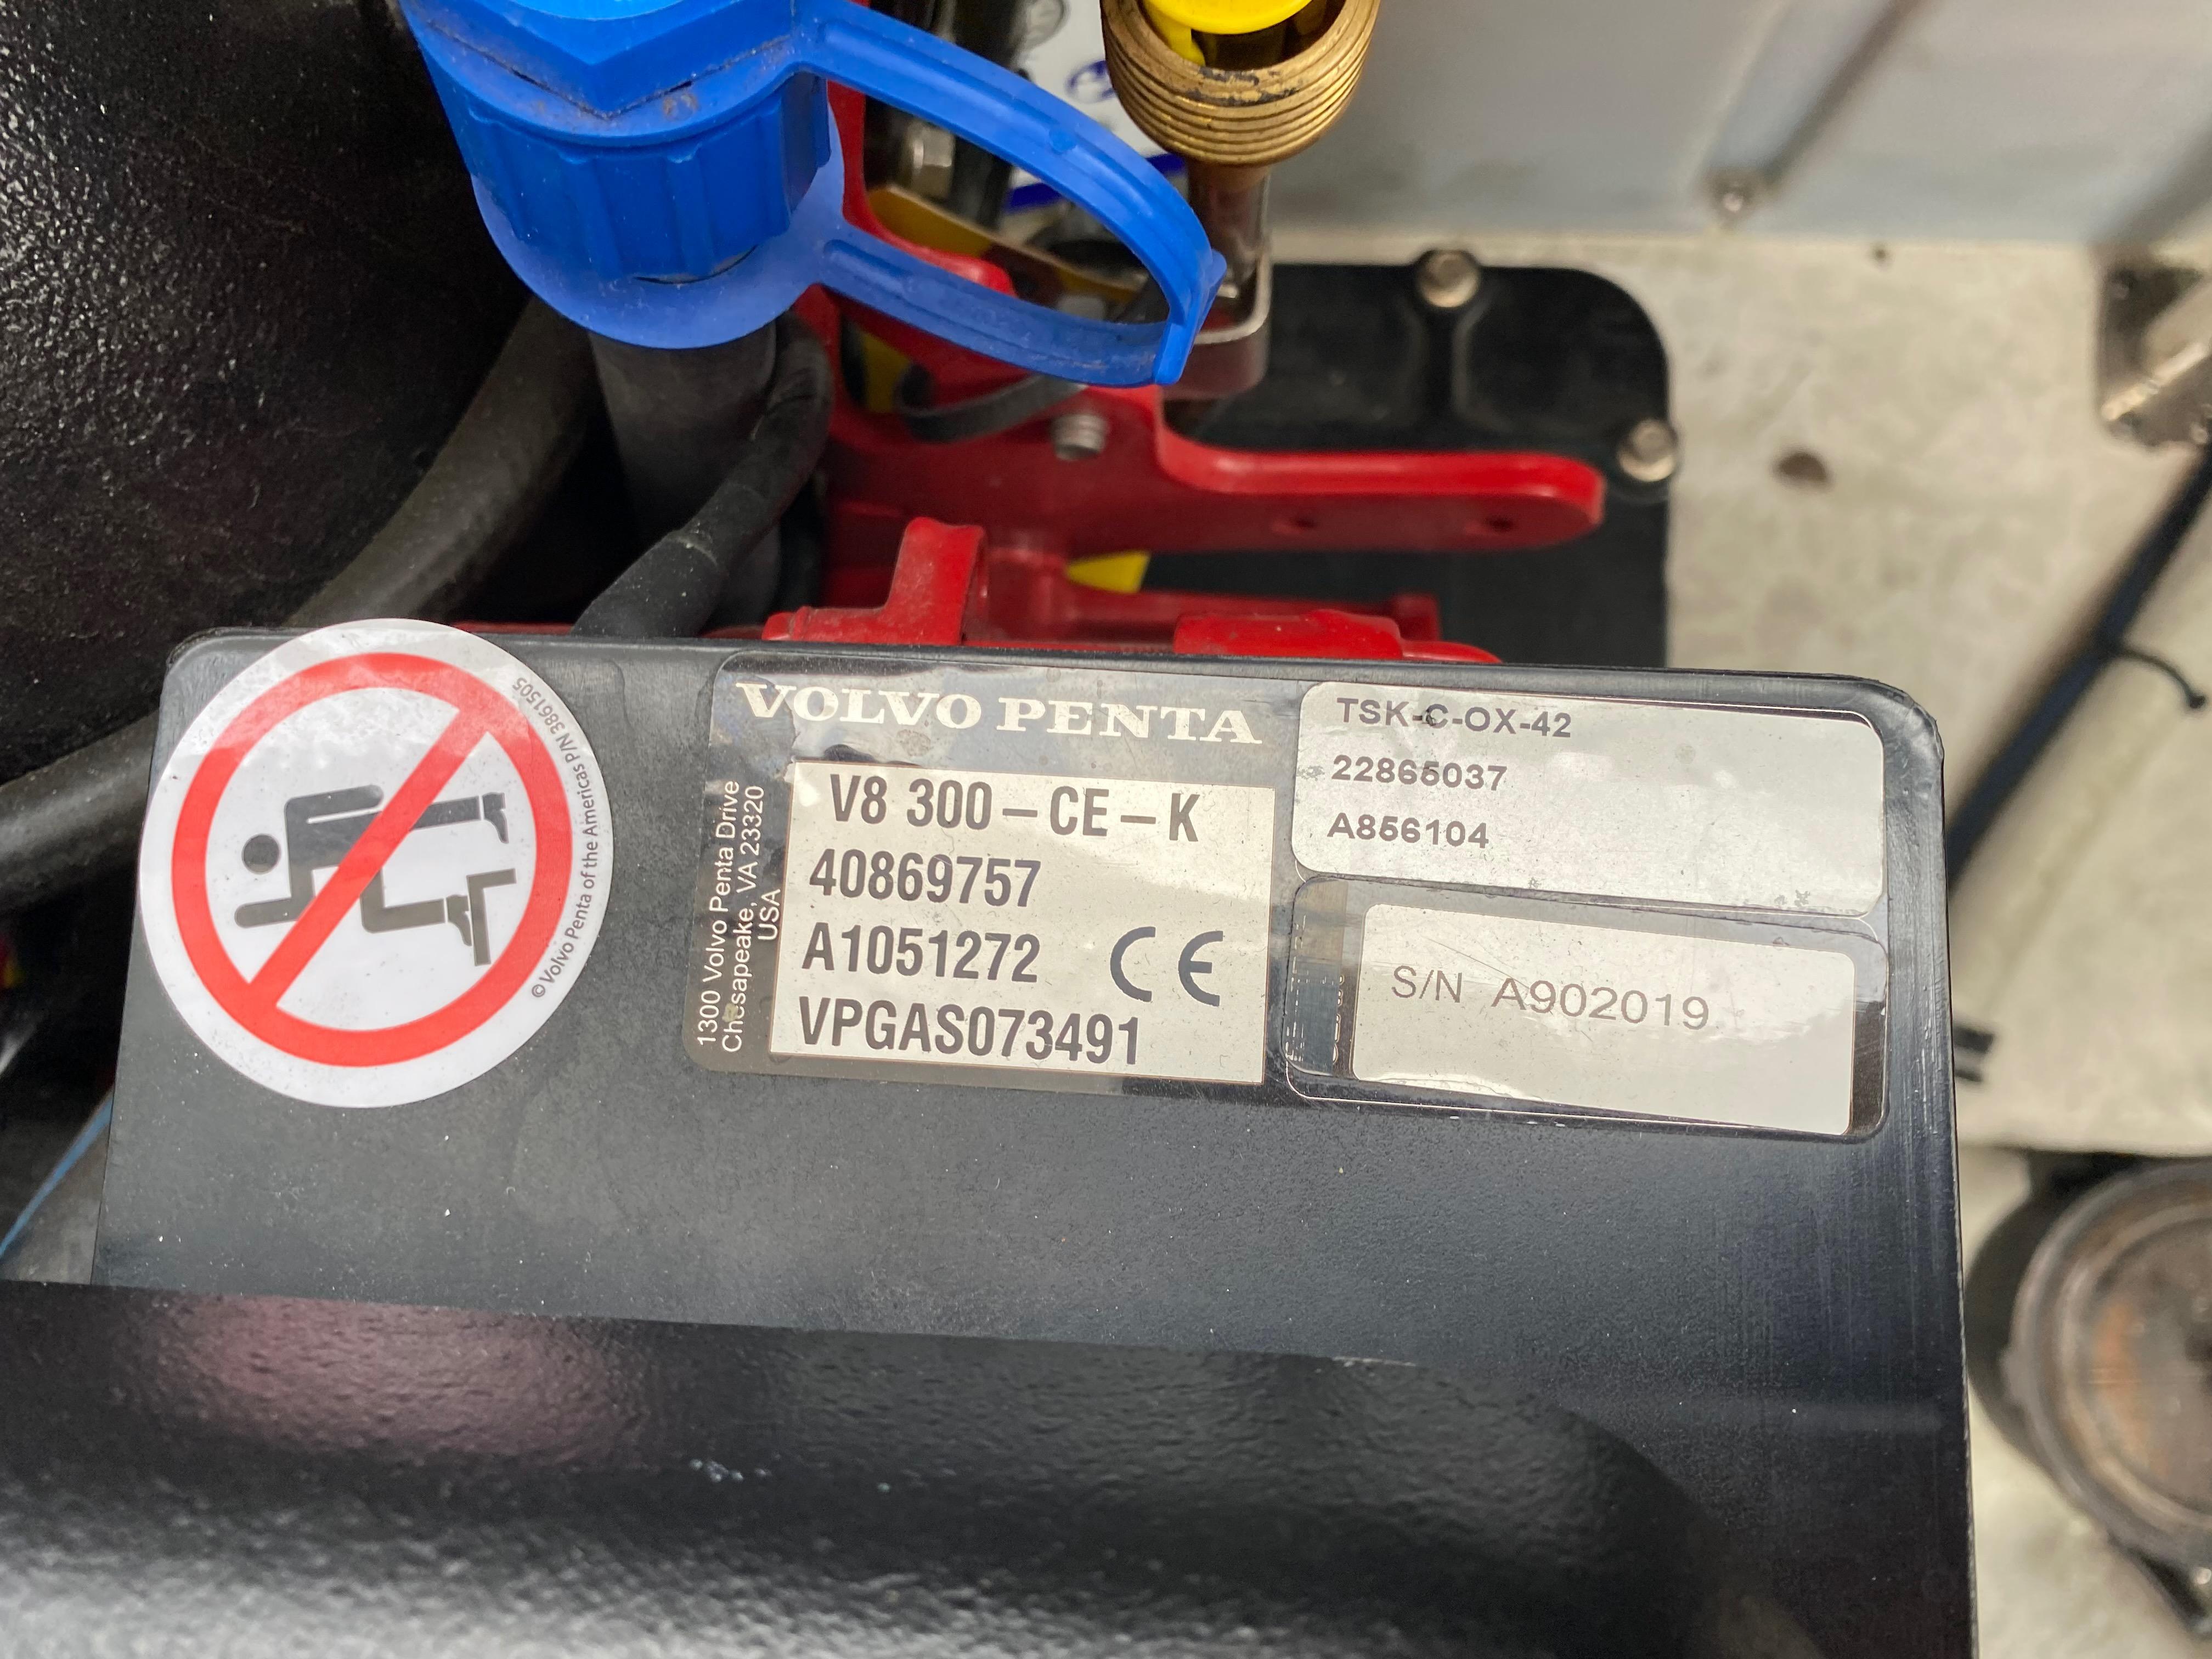 ©Volvo Penta of the Americas P/N 3861505
VOLVO PENTA
1300 Volvo Penta Drive
Chesapeake, VA 23320
USA
V8 300 – CE – K
40869757
A1051272 CE
VPGAS073491
TSK-C-OX-42
22865037
A856104
S/N A902019